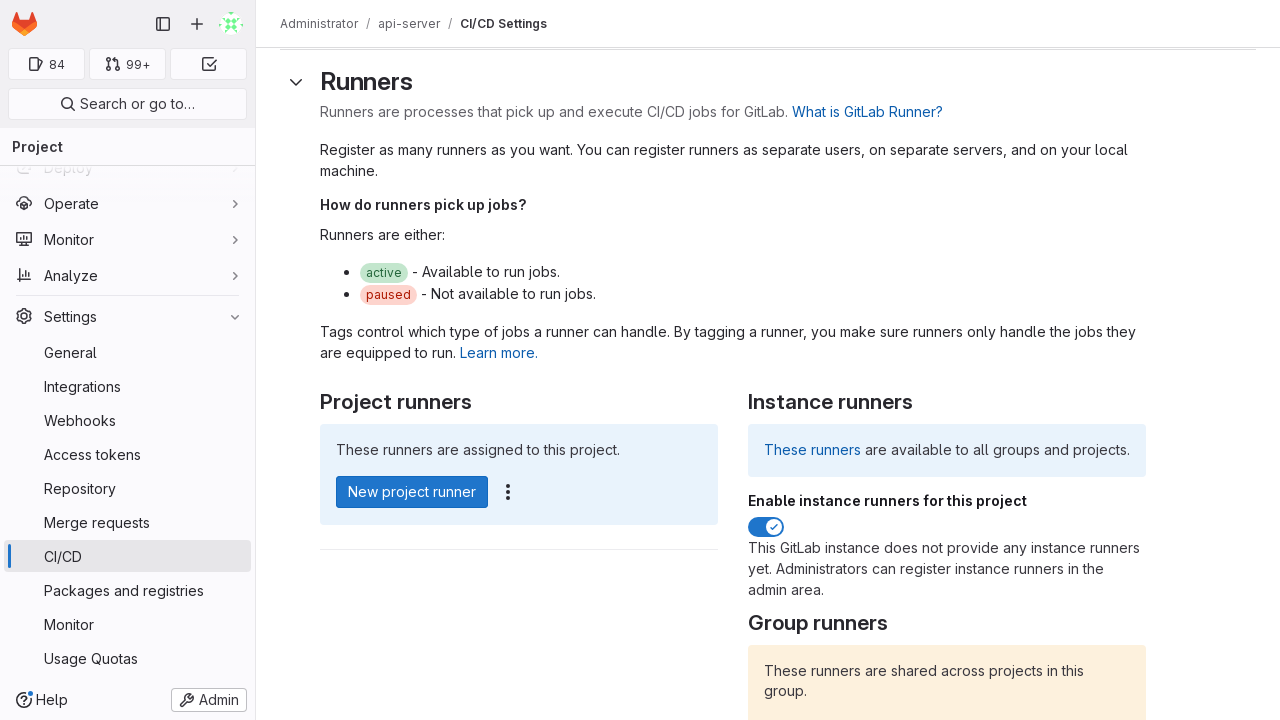 Administrator / api-server / CI/CD Settings
84
99+
Search or go to…
Project
Deploy
Operate
Monitor
Analyze
Settings
General
Integrations
Webhooks
Access tokens
Repository
Merge requests
CI/CD
Packages and registries
Monitor
Usage Quotas
Help
Admin
Runners
Runners are processes that pick up and execute CI/CD jobs for GitLab. What is GitLab Runner?
Register as many runners as you want. You can register runners as separate users, on separate servers, and on your local
machine.
How do runners pick up jobs?
Runners are either:
active - Available to run jobs.
paused - Not available to run jobs.
Tags control which type of jobs a runner can handle. By tagging a runner, you make sure runners only handle the jobs they
are equipped to run. Learn more.
Project runners
These runners are assigned to this project.
New project runner
Instance runners
These runners are available to all groups and projects.
Enable instance runners for this project
This GitLab instance does not provide any instance runners
yet. Administrators can register instance runners in the
admin area.
Group runners
These runners are shared across projects in this
group.